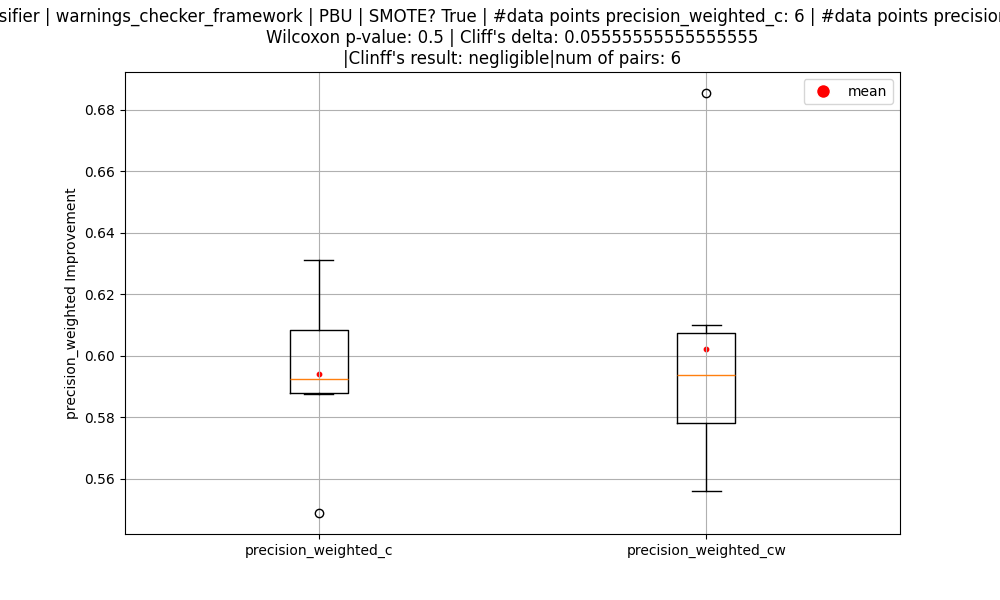 sifier | warnings_checker_framework | PBU | SMOTE? True | #data points precision_weighted_c: 6 | #data points precision
Wilcoxon p-value: 0.5 | Cliff's delta: 0.05555555555555555
|Clinff's result: negligible|num of pairs: 6
mean
0.68
0.66
0.64
0.62
0.60
0.58
0.56
precision_weighted Improvement
precision_weighted_c
precision_weighted_cw